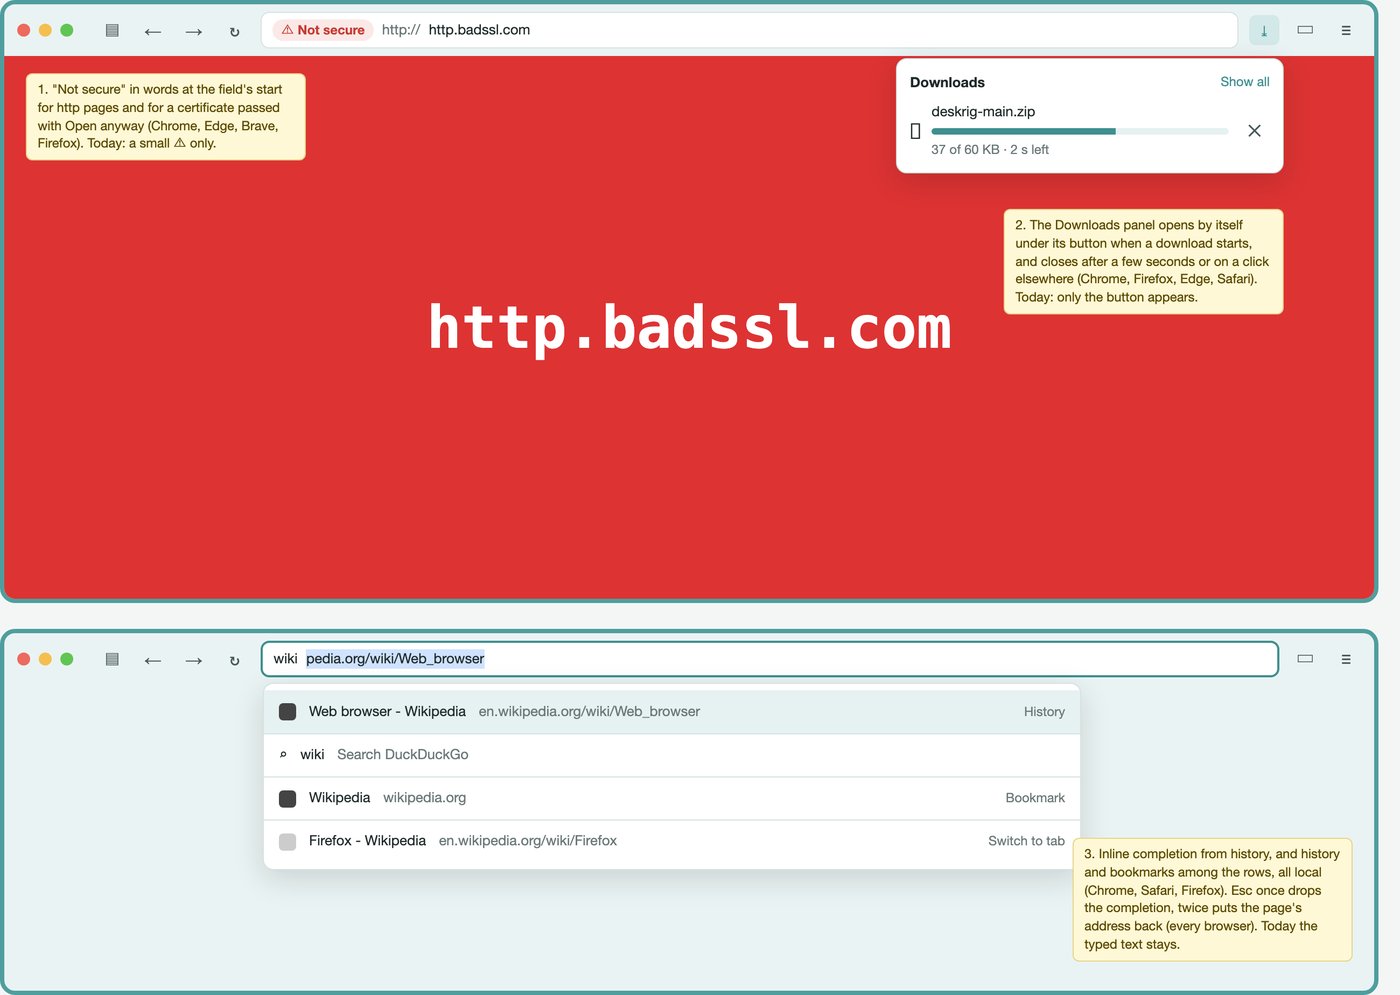 ⚠ Not secure http:// http.badssl.com
1. "Not secure" in words at the field's start
for http pages and for a certificate passed
with Open anyway (Chrome, Edge, Brave,
Firefox). Today: a small ⚠ only.
Downloads Show all
deskrig-main.zip
37 of 60 KB · 2 s left
2. The Downloads panel opens by itself
under its button when a download starts,
and closes after a few seconds or on a click
elsewhere (Chrome, Firefox, Edge, Safari).
Today: only the button appears.
http.badssl.com
wiki pedia.org/wiki/Web_browser
Web browser - Wikipedia en.wikipedia.org/wiki/Web_browser History
wiki Search DuckDuckGo
Wikipedia wikipedia.org Bookmark
Firefox - Wikipedia en.wikipedia.org/wiki/Firefox Switch to tab
3. Inline completion from history, and history
and bookmarks among the rows, all local
(Chrome, Safari, Firefox). Esc once drops
the completion, twice puts the page's
address back (every browser). Today the
typed text stays.